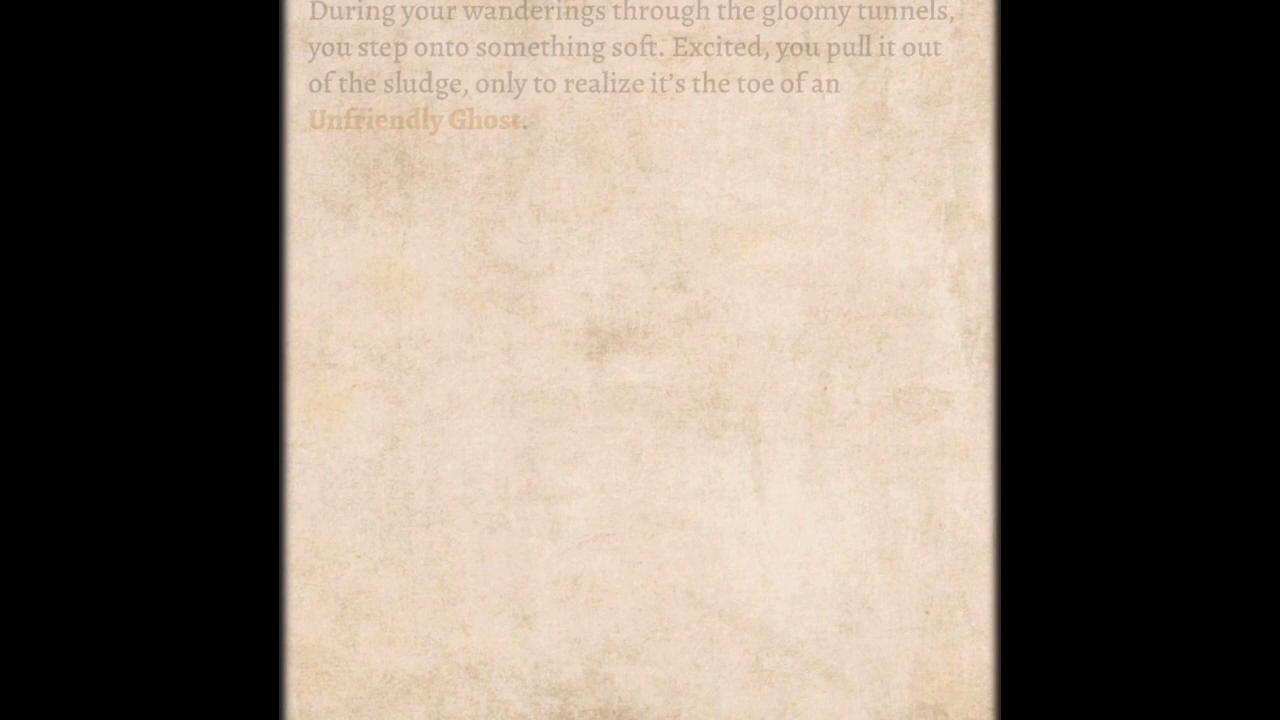 During your wanderings through the gloomy tunnels,
you step onto something soft. Excited, you pull it out
of the sludge, only to realize it’s the toe of an
Unfriendly Ghost.